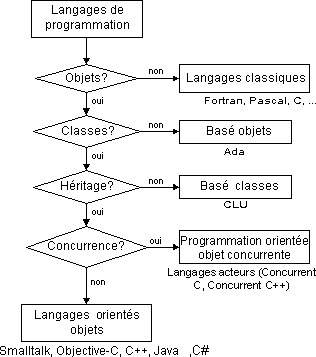 Langages de
programmation
Objets?
non
Langages classiques
Fortran, Pascal, C, ...
oui
Classes?
non
Basé objets
Ada
oui
Héritage?
non
Basé classes
CLU
oui
Concurrence?
oui
Programmation orientée
objet concurrente
Langages acteurs (Concurrent
C, Concurrent C++)
non
Langages orientés
objets
Smalltalk, Objective-C, C++, Java ,C#